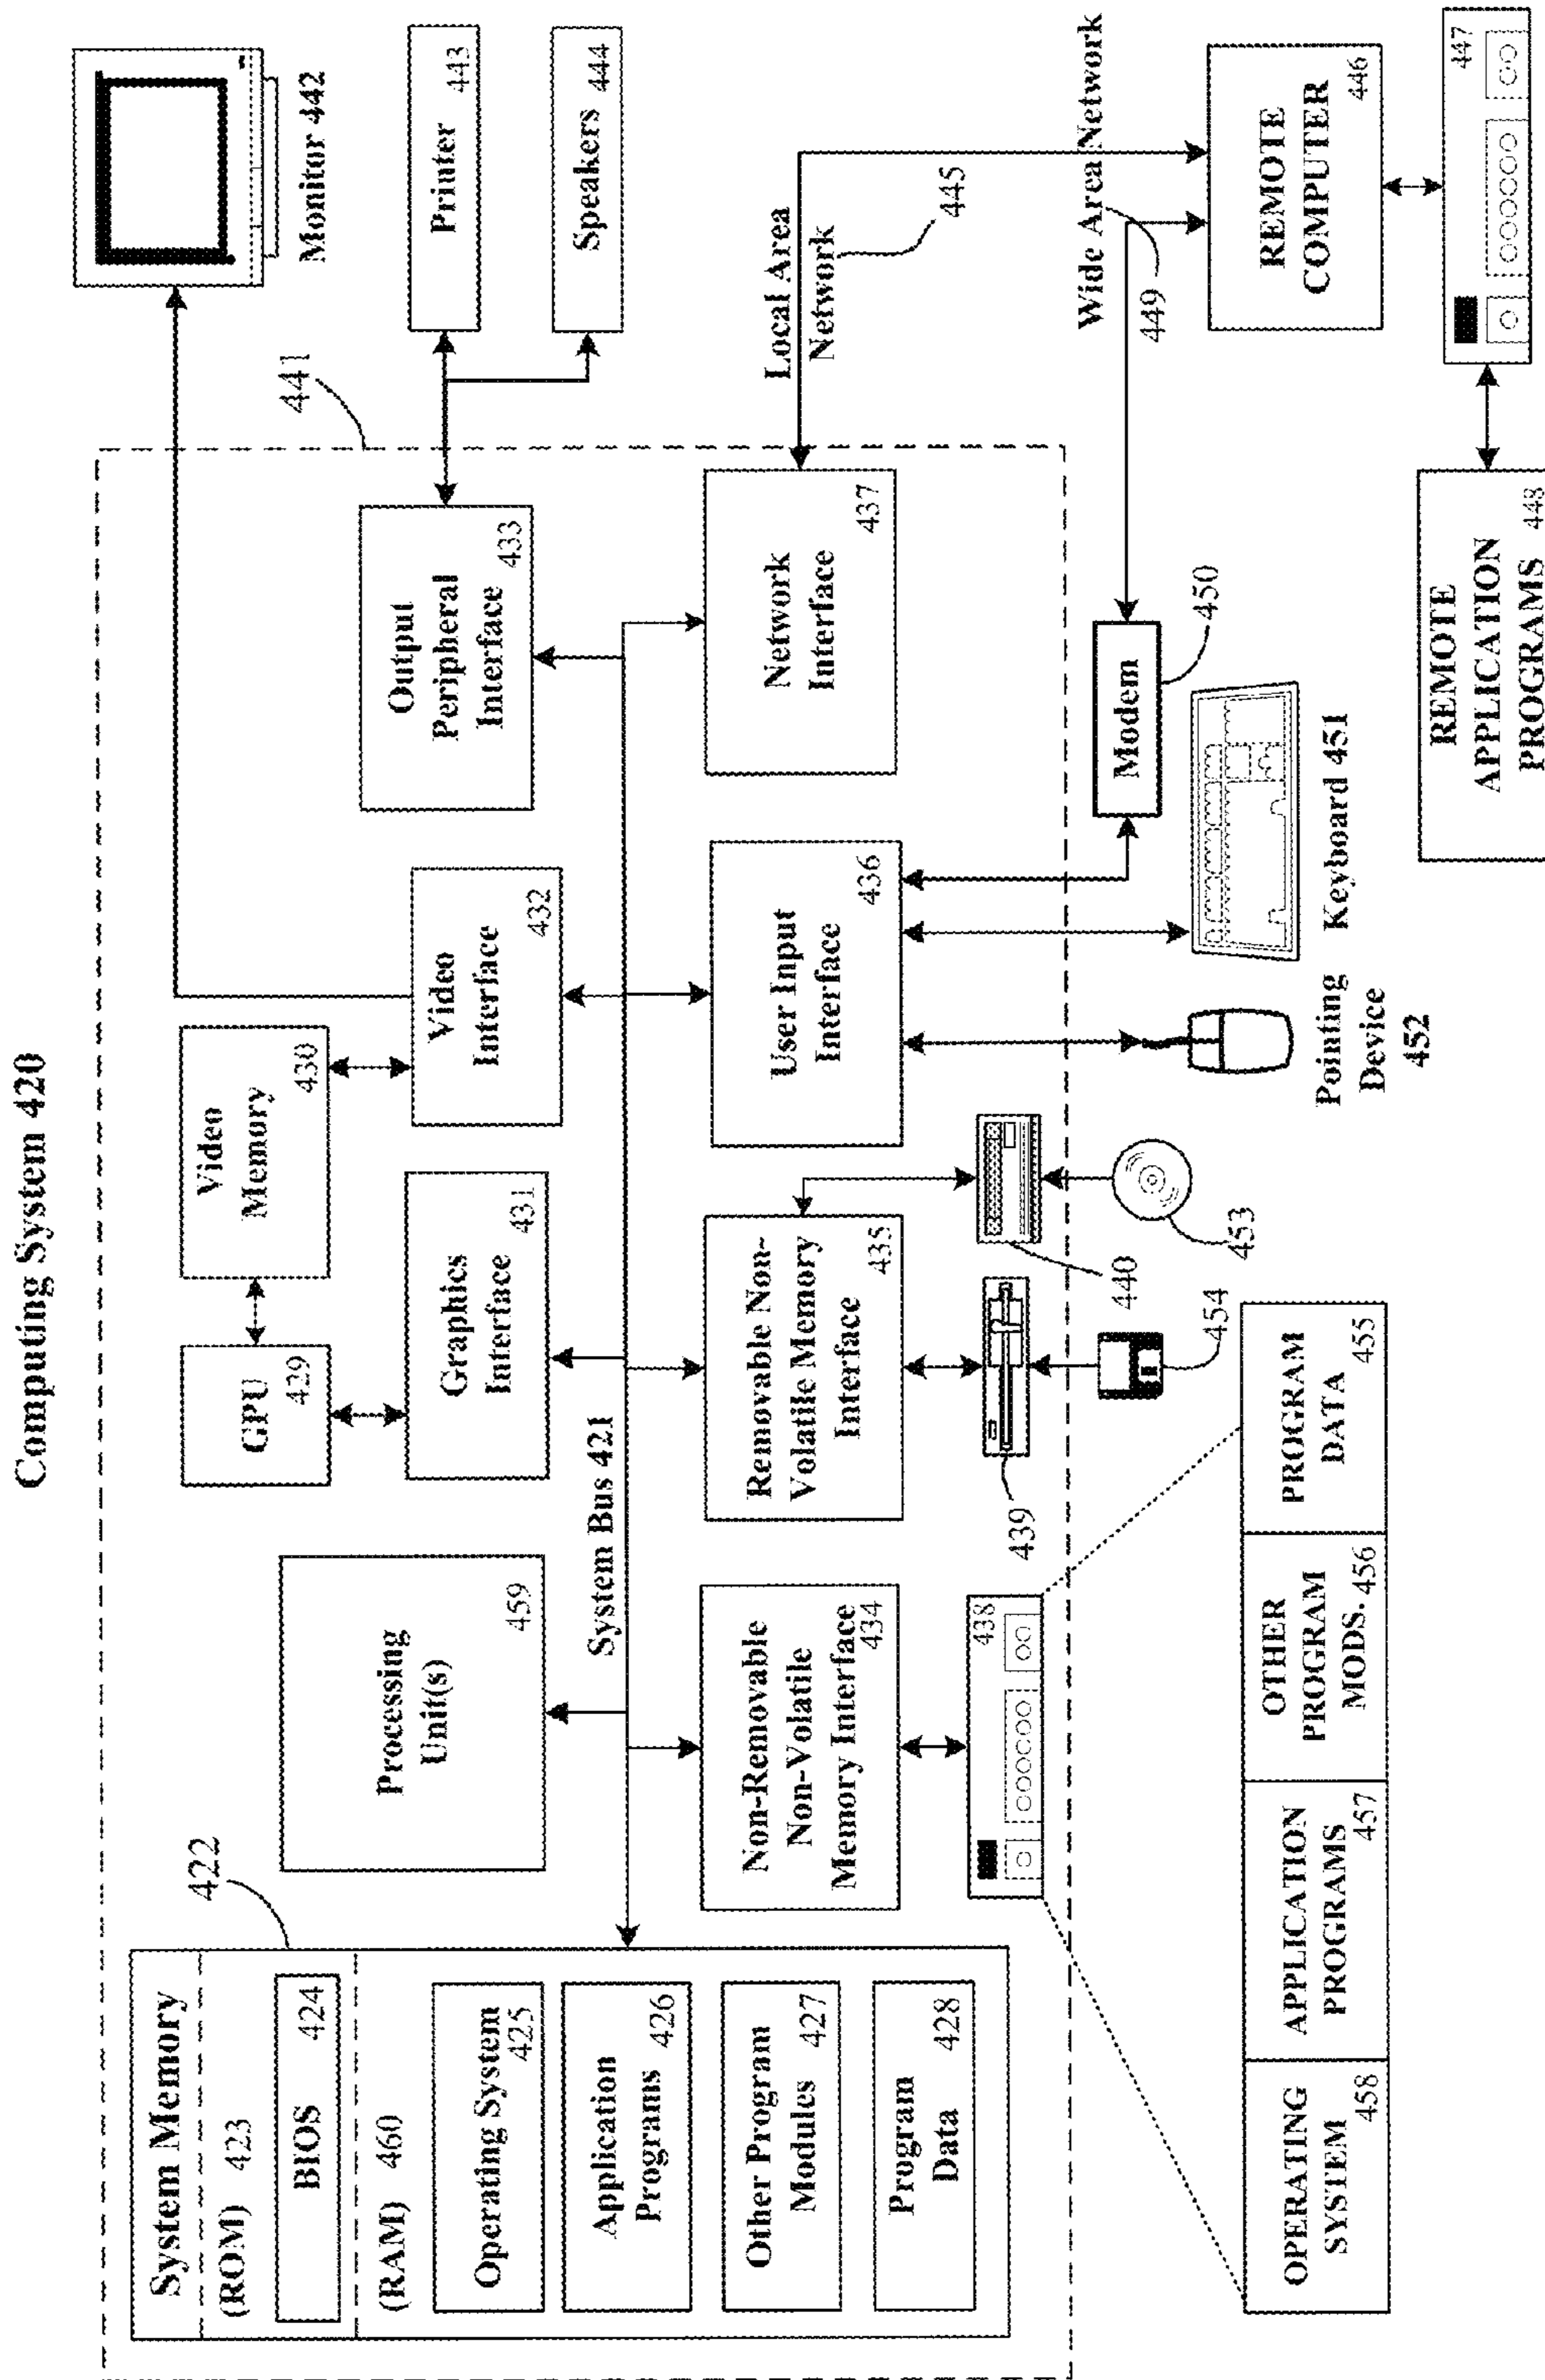 Computing System 420
441
422
System Memory
(ROM) 423
BIOS 424
(RAM) 460
Operating System
425
Application
Programs 426
Other Program
Modules 427
Program
Data 428
Processing
Unit(s)
459
GPU
429
Video
Memory
430
Graphics
Interface
431
Video
Interface
432
Output
Peripheral
Interface
433
System Bus 421
Non-Removable
Non-Volatile
Memory Interface
434
Removable Non-
Volatile Memory
Interface
435
User Input
Interface
436
Network
Interface
437
Monitor 442
Printer 443
Speakers 444
Local Area
Network
445
Wide Area Network
449
438
439
440
454
453
Modem
450
Pointing
Device
452
Keyboard 451
REMOTE
COMPUTER
446
447
REMOTE
APPLICATION
PROGRAMS 448
OPERATING
SYSTEM
458
APPLICATION
PROGRAMS
457
OTHER
PROGRAM
MODS. 456
PROGRAM
DATA
455